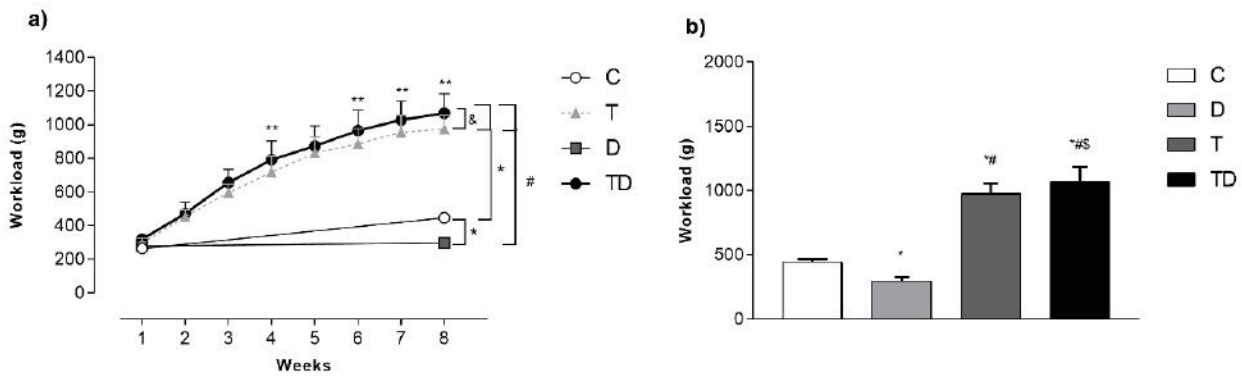 a)
Workload (g)
1400
1200
1000
800
600
400
200
0
** ** ** **
&
*
#
*
1 2 3 4 5 6 7 8
Weeks
C
T
D
TD
b)
Workload (g)
2000
1500
1000
500
0
*
*#
*#$
C
D
T
TD